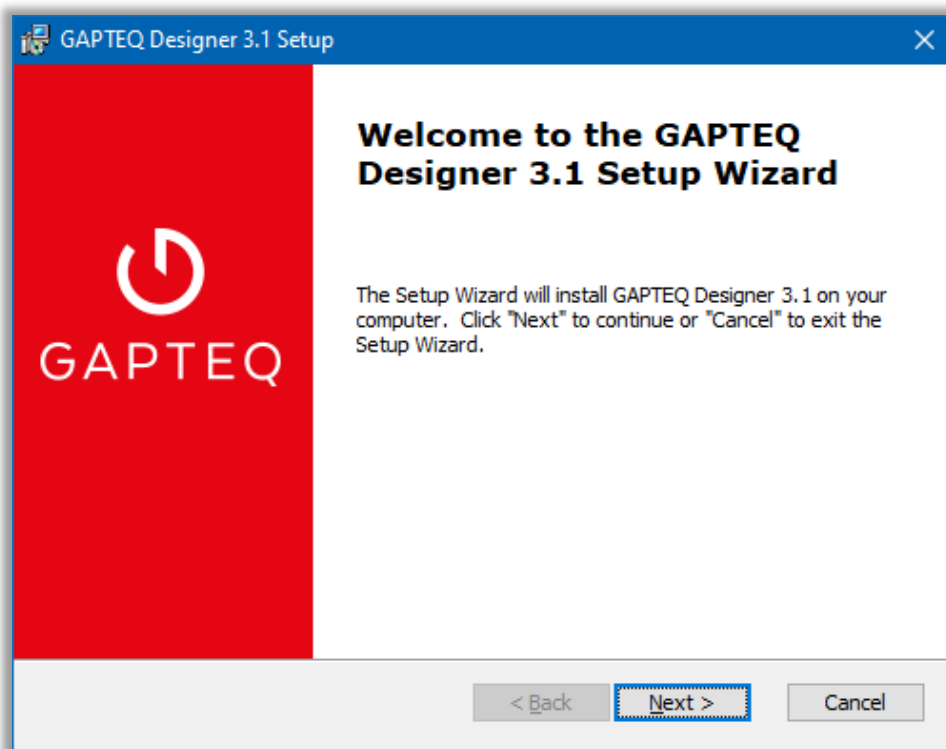 GAPTEQ Designer 3.1 Setup
Welcome to the GAPTEQ
Designer 3.1 Setup Wizard
The Setup Wizard will install GAPTEQ Designer 3.1 on your
computer.  Click "Next" to continue or "Cancel" to exit the
Setup Wizard.
GAPTEQ
< Back
Next >
Cancel